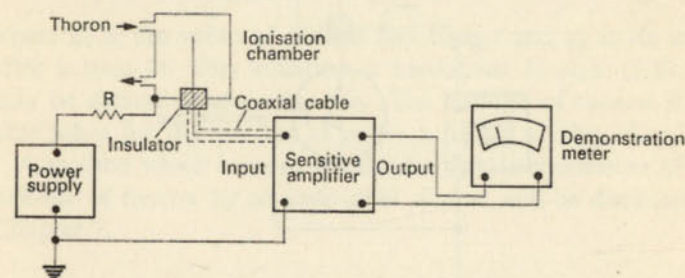 Thoron
Ionisation
chamber
R
Coaxial cable
Insulator
Power
supply
Input
Sensitive
amplifier
Output
Demonstration
meter